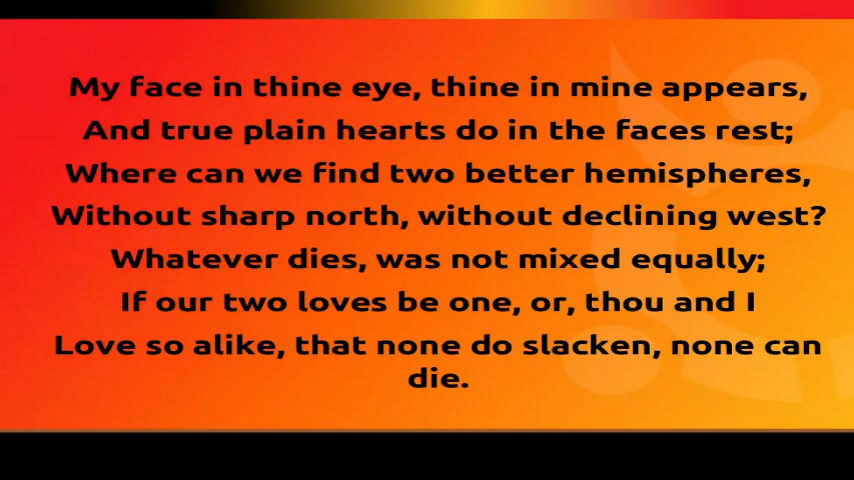 My face in thine eye, thine in mine appears,
And true plain hearts do in the faces rest;
Where can we find two better hemispheres,
Without sharp north, without declining west?
Whatever dies, was not mixed equally;
If our two loves be one, or, thou and I
Love so alike, that none do slacken, none can
die.